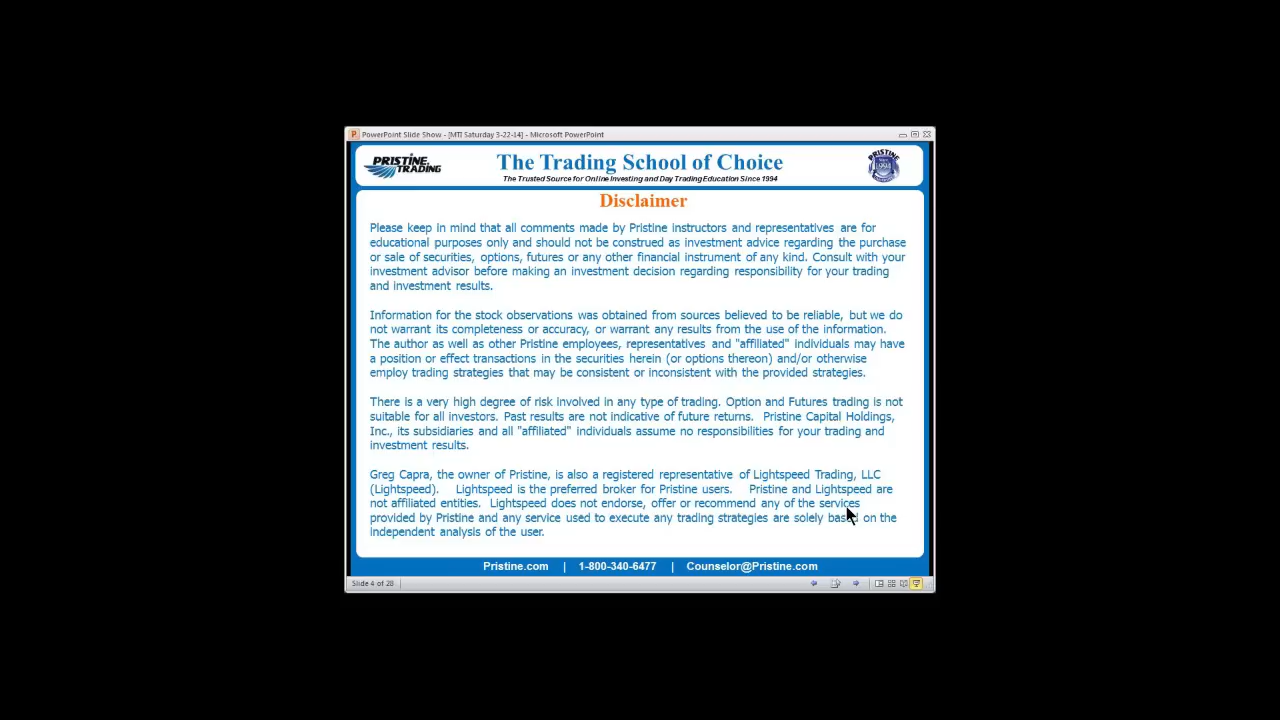 PowerPoint Slide Show - [MTI Saturday 3-22-14] - Microsoft PowerPoint
PRISTINE
TRADING
The Trading School of Choice
The Trusted Source for Online Investing and Day Trading Education Since 1994
PRISTINE
Disclaimer
Please keep in mind that all comments made by Pristine instructors and representatives are for
educational purposes only and should not be construed as investment advice regarding the purchase
or sale of securities, options, futures or any other financial instrument of any kind. Consult with your
investment advisor before making an investment decision regarding responsibility for your trading
and investment results.
Information for the stock observations was obtained from sources believed to be reliable, but we do
not warrant its completeness or accuracy, or warrant any results from the use of the information.
The author as well as other Pristine employees, representatives and "affiliated" individuals may have
a position or effect transactions in the securities herein (or options thereon) and/or otherwise
employ trading strategies that may be consistent or inconsistent with the provided strategies.
There is a very high degree of risk involved in any type of trading. Option and Futures trading is not
suitable for all investors. Past results are not indicative of future returns. Pristine Capital Holdings,
Inc., its subsidiaries and all "affiliated" individuals assume no responsibilities for your trading and
investment results.
Greg Capra, the owner of Pristine, is also a registered representative of Lightspeed Trading, LLC
(Lightspeed). Lightspeed is the preferred broker for Pristine users. Pristine and Lightspeed are
not affiliated entities. Lightspeed does not endorse, offer or recommend any of the services
provided by Pristine and any service used to execute any trading strategies are solely based on the
independent analysis of the user.
Pristine.com | 1-800-340-6477 | Counselor@Pristine.com
Slide 4 of 28